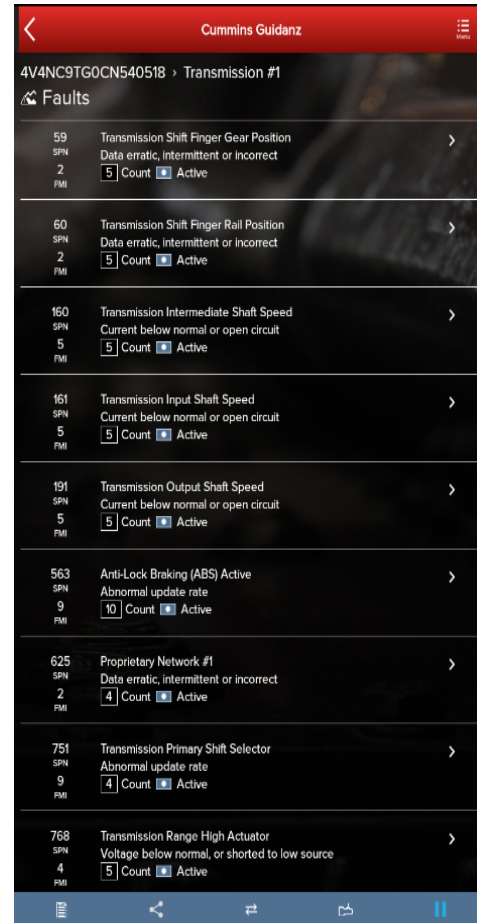 Cummins Guidanz
Menu
4V4NC9TG0CN540518 › Transmission #1
Faults
59
SPN
2
FMI
Transmission Shift Finger Gear Position
Data erratic, intermittent or incorrect
5 Count Active
60
SPN
2
FMI
Transmission Shift Finger Rail Position
Data erratic, intermittent or incorrect
5 Count Active
160
SPN
5
FMI
Transmission Intermediate Shaft Speed
Current below normal or open circuit
5 Count Active
161
SPN
5
FMI
Transmission Input Shaft Speed
Current below normal or open circuit
5 Count Active
191
SPN
5
FMI
Transmission Output Shaft Speed
Current below normal or open circuit
5 Count Active
563
SPN
9
FMI
Anti-Lock Braking (ABS) Active
Abnormal update rate
10 Count Active
625
SPN
2
FMI
Proprietary Network #1
Data erratic, intermittent or incorrect
4 Count Active
751
SPN
9
FMI
Transmission Primary Shift Selector
Abnormal update rate
4 Count Active
768
SPN
4
FMI
Transmission Range High Actuator
Voltage below normal, or shorted to low source
5 Count Active